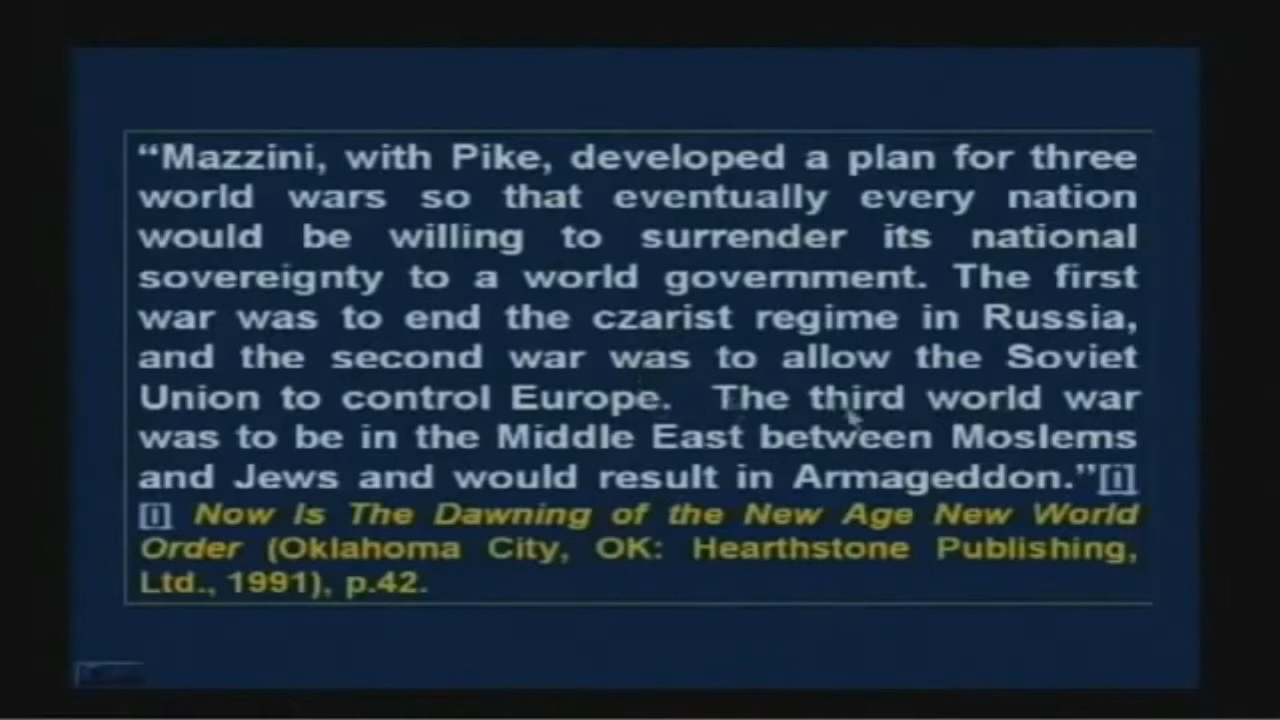 “Mazzini, with Pike, developed a plan for three
world wars so that eventually every nation
would be willing to surrender its national
sovereignty to a world government. The first
war was to end the czarist regime in Russia,
and the second war was to allow the Soviet
Union to control Europe. The third world war
was to be in the Middle East between Moslems
and Jews and would result in Armageddon.”[i]
[i] Now Is The Dawning of the New Age New World
Order (Oklahoma City, OK: Hearthstone Publishing,
Ltd., 1991), p.42.